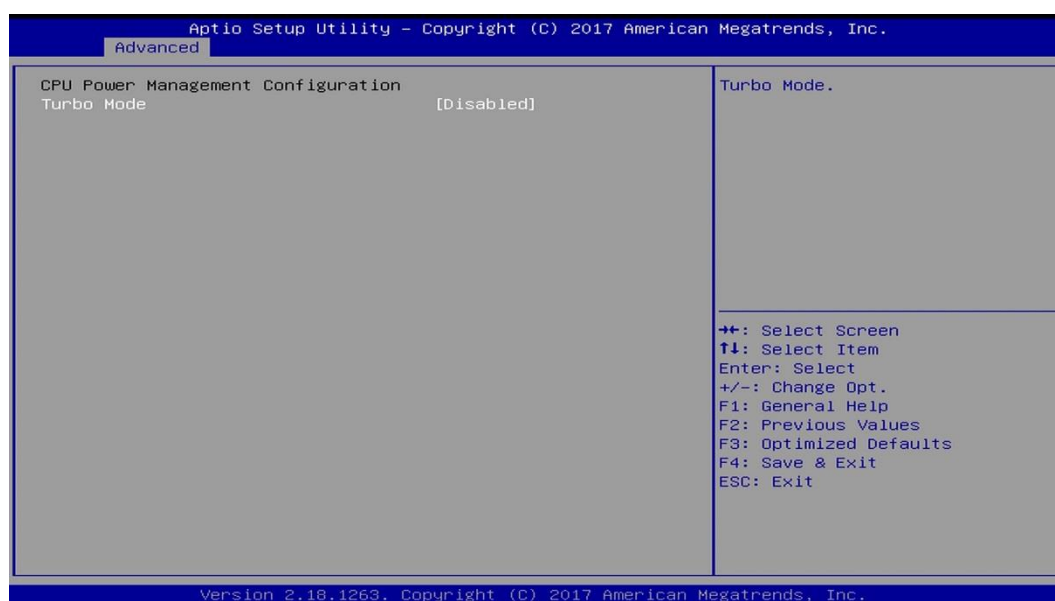 Aptio Setup Utility – Copyright (C) 2017 American Megatrends, Inc.
Advanced
CPU Power Management Configuration
Turbo Mode [Disabled]
Turbo Mode.
→←: Select Screen
↑↓: Select Item
Enter: Select
+/-: Change Opt.
F1: General Help
F2: Previous Values
F3: Optimized Defaults
F4: Save & Exit
ESC: Exit
Version 2.18.1263. Copyright (C) 2017 American Megatrends, Inc.